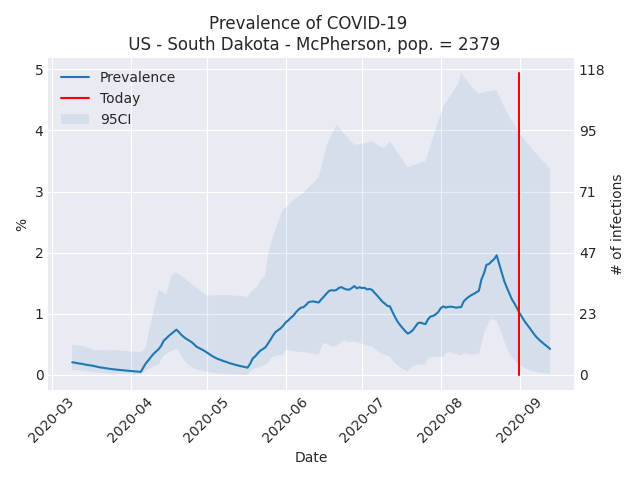 Prevalence of COVID-19
US - South Dakota - McPherson, pop. = 2379
Prevalence
Today
95CI
5
4
3
2
1
0
%
118
95
71
47
23
0
# of infections
2020-03
2020-04
2020-05
2020-06
2020-07
2020-08
2020-09
Date